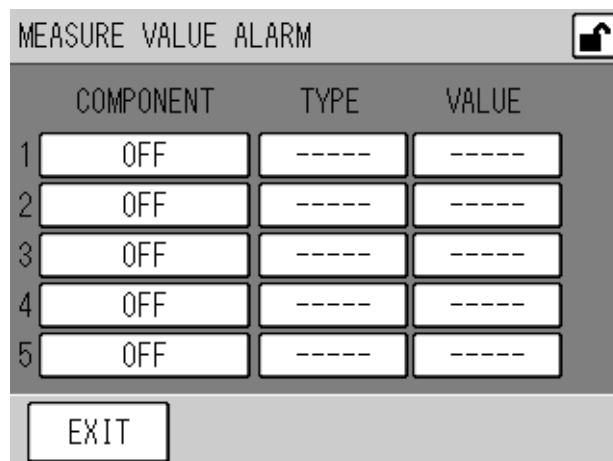 MEASURE VALUE ALARM
COMPONENT TYPE VALUE
1 OFF ----- -----
2 OFF ----- -----
3 OFF ----- -----
4 OFF ----- -----
5 OFF ----- -----
EXIT